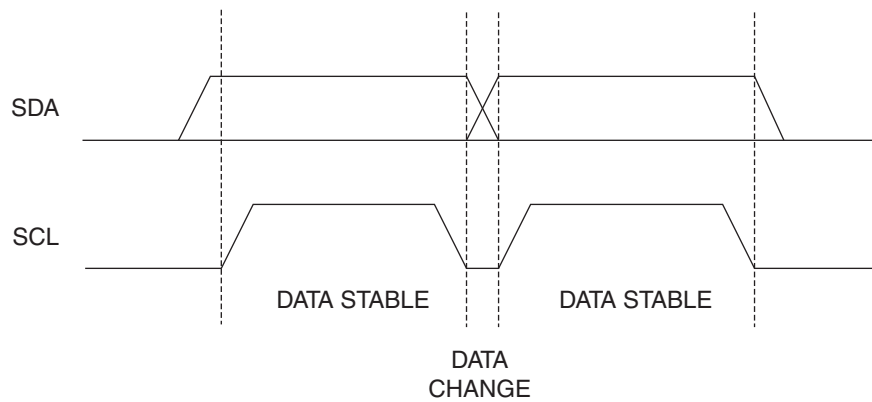 SDA
SCL
DATA STABLE
DATA STABLE
DATA
CHANGE